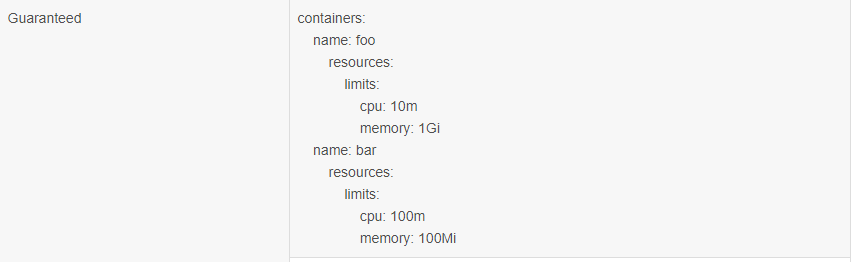 Guaranteed
containers:
name: foo
resources:
limits:
cpu: 10m
memory: 1Gi
name: bar
resources:
limits:
cpu: 100m
memory: 100Mi